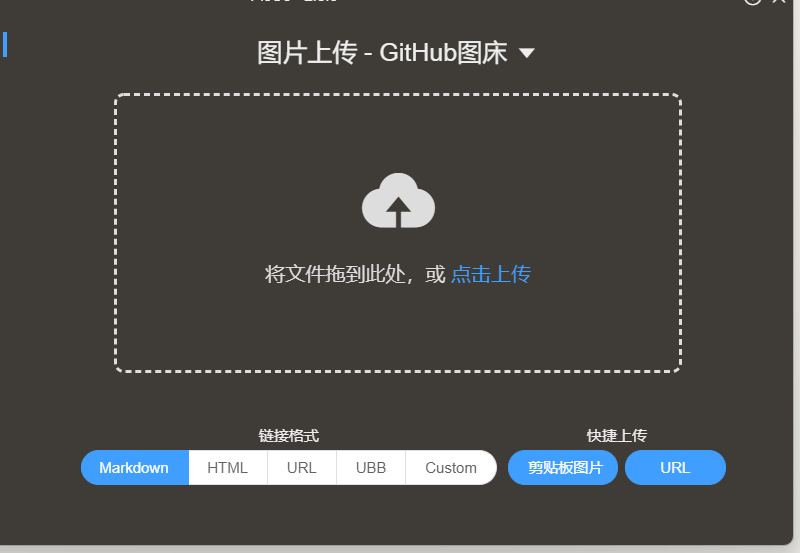 图片上传 - GitHub图床
将文件拖到此处，或 点击上传
链接格式
快捷上传
Markdown HTML URL UBB Custom
剪贴板图片 URL